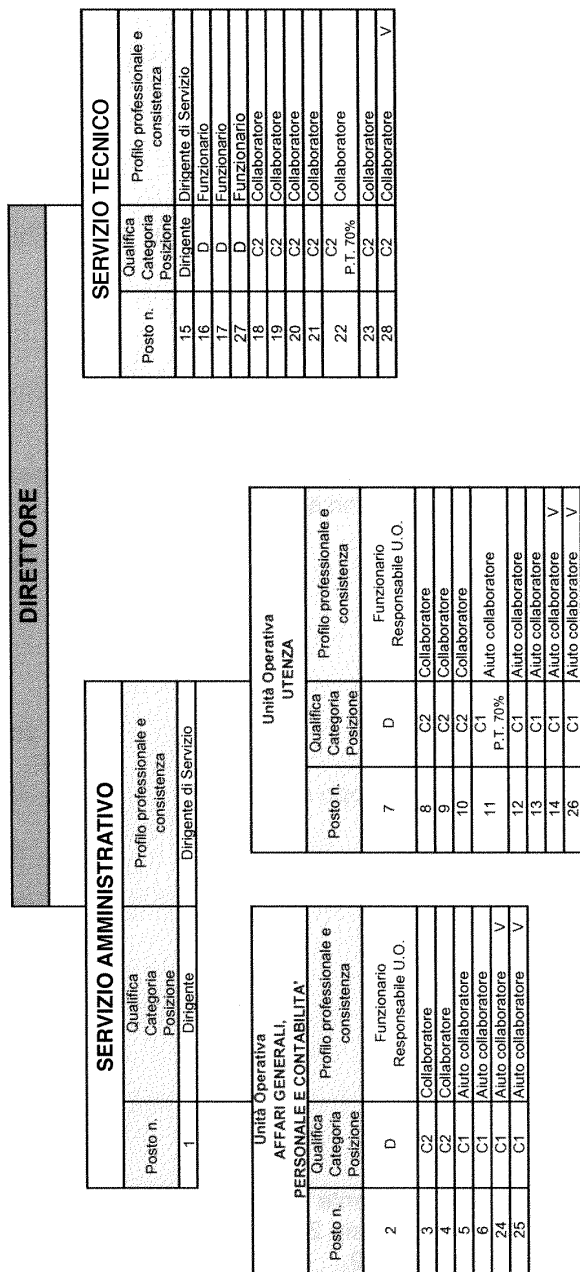 DIRETTORE
SERVIZIO AMMINISTRATIVO
Posto n. Qualifica Categoria Posizione Profilo professionale e consistenza
1 Dirigente Dirigente di Servizio
Unità Operativa
AFFARI GENERALI,
PERSONALE E CONTABILITA'
Posto n. Qualifica Categoria Posizione Profilo professionale e consistenza
2 D Funzionario Responsabile U.O.
3 C2 Collaboratore
4 C2 Collaboratore
5 C1 Aiuto collaboratore
6 C1 Aiuto collaboratore
24 C1 Aiuto collaboratore V
25 C1 Aiuto collaboratore V
Unità Operativa
UTENZA
Posto n. Qualifica Categoria Posizione Profilo professionale e consistenza
7 D Funzionario Responsabile U.O.
8 C2 Collaboratore
9 C2 Collaboratore
10 C2 Collaboratore
11 C1 P.T. 70% Aiuto collaboratore
12 C1 Aiuto collaboratore
13 C1 Aiuto collaboratore
14 C1 Aiuto collaboratore V
26 C1 Aiuto collaboratore V
SERVIZIO TECNICO
Posto n. Qualifica Categoria Posizione Profilo professionale e consistenza
15 Dirigente Dirigente di Servizio
16 D Funzionario
17 D Funzionario
27 D Funzionario
18 C2 Collaboratore
19 C2 Collaboratore
20 C2 Collaboratore
21 C2 Collaboratore
22 C2 P.T. 70% Collaboratore
23 C2 Collaboratore
28 C2 Collaboratore V